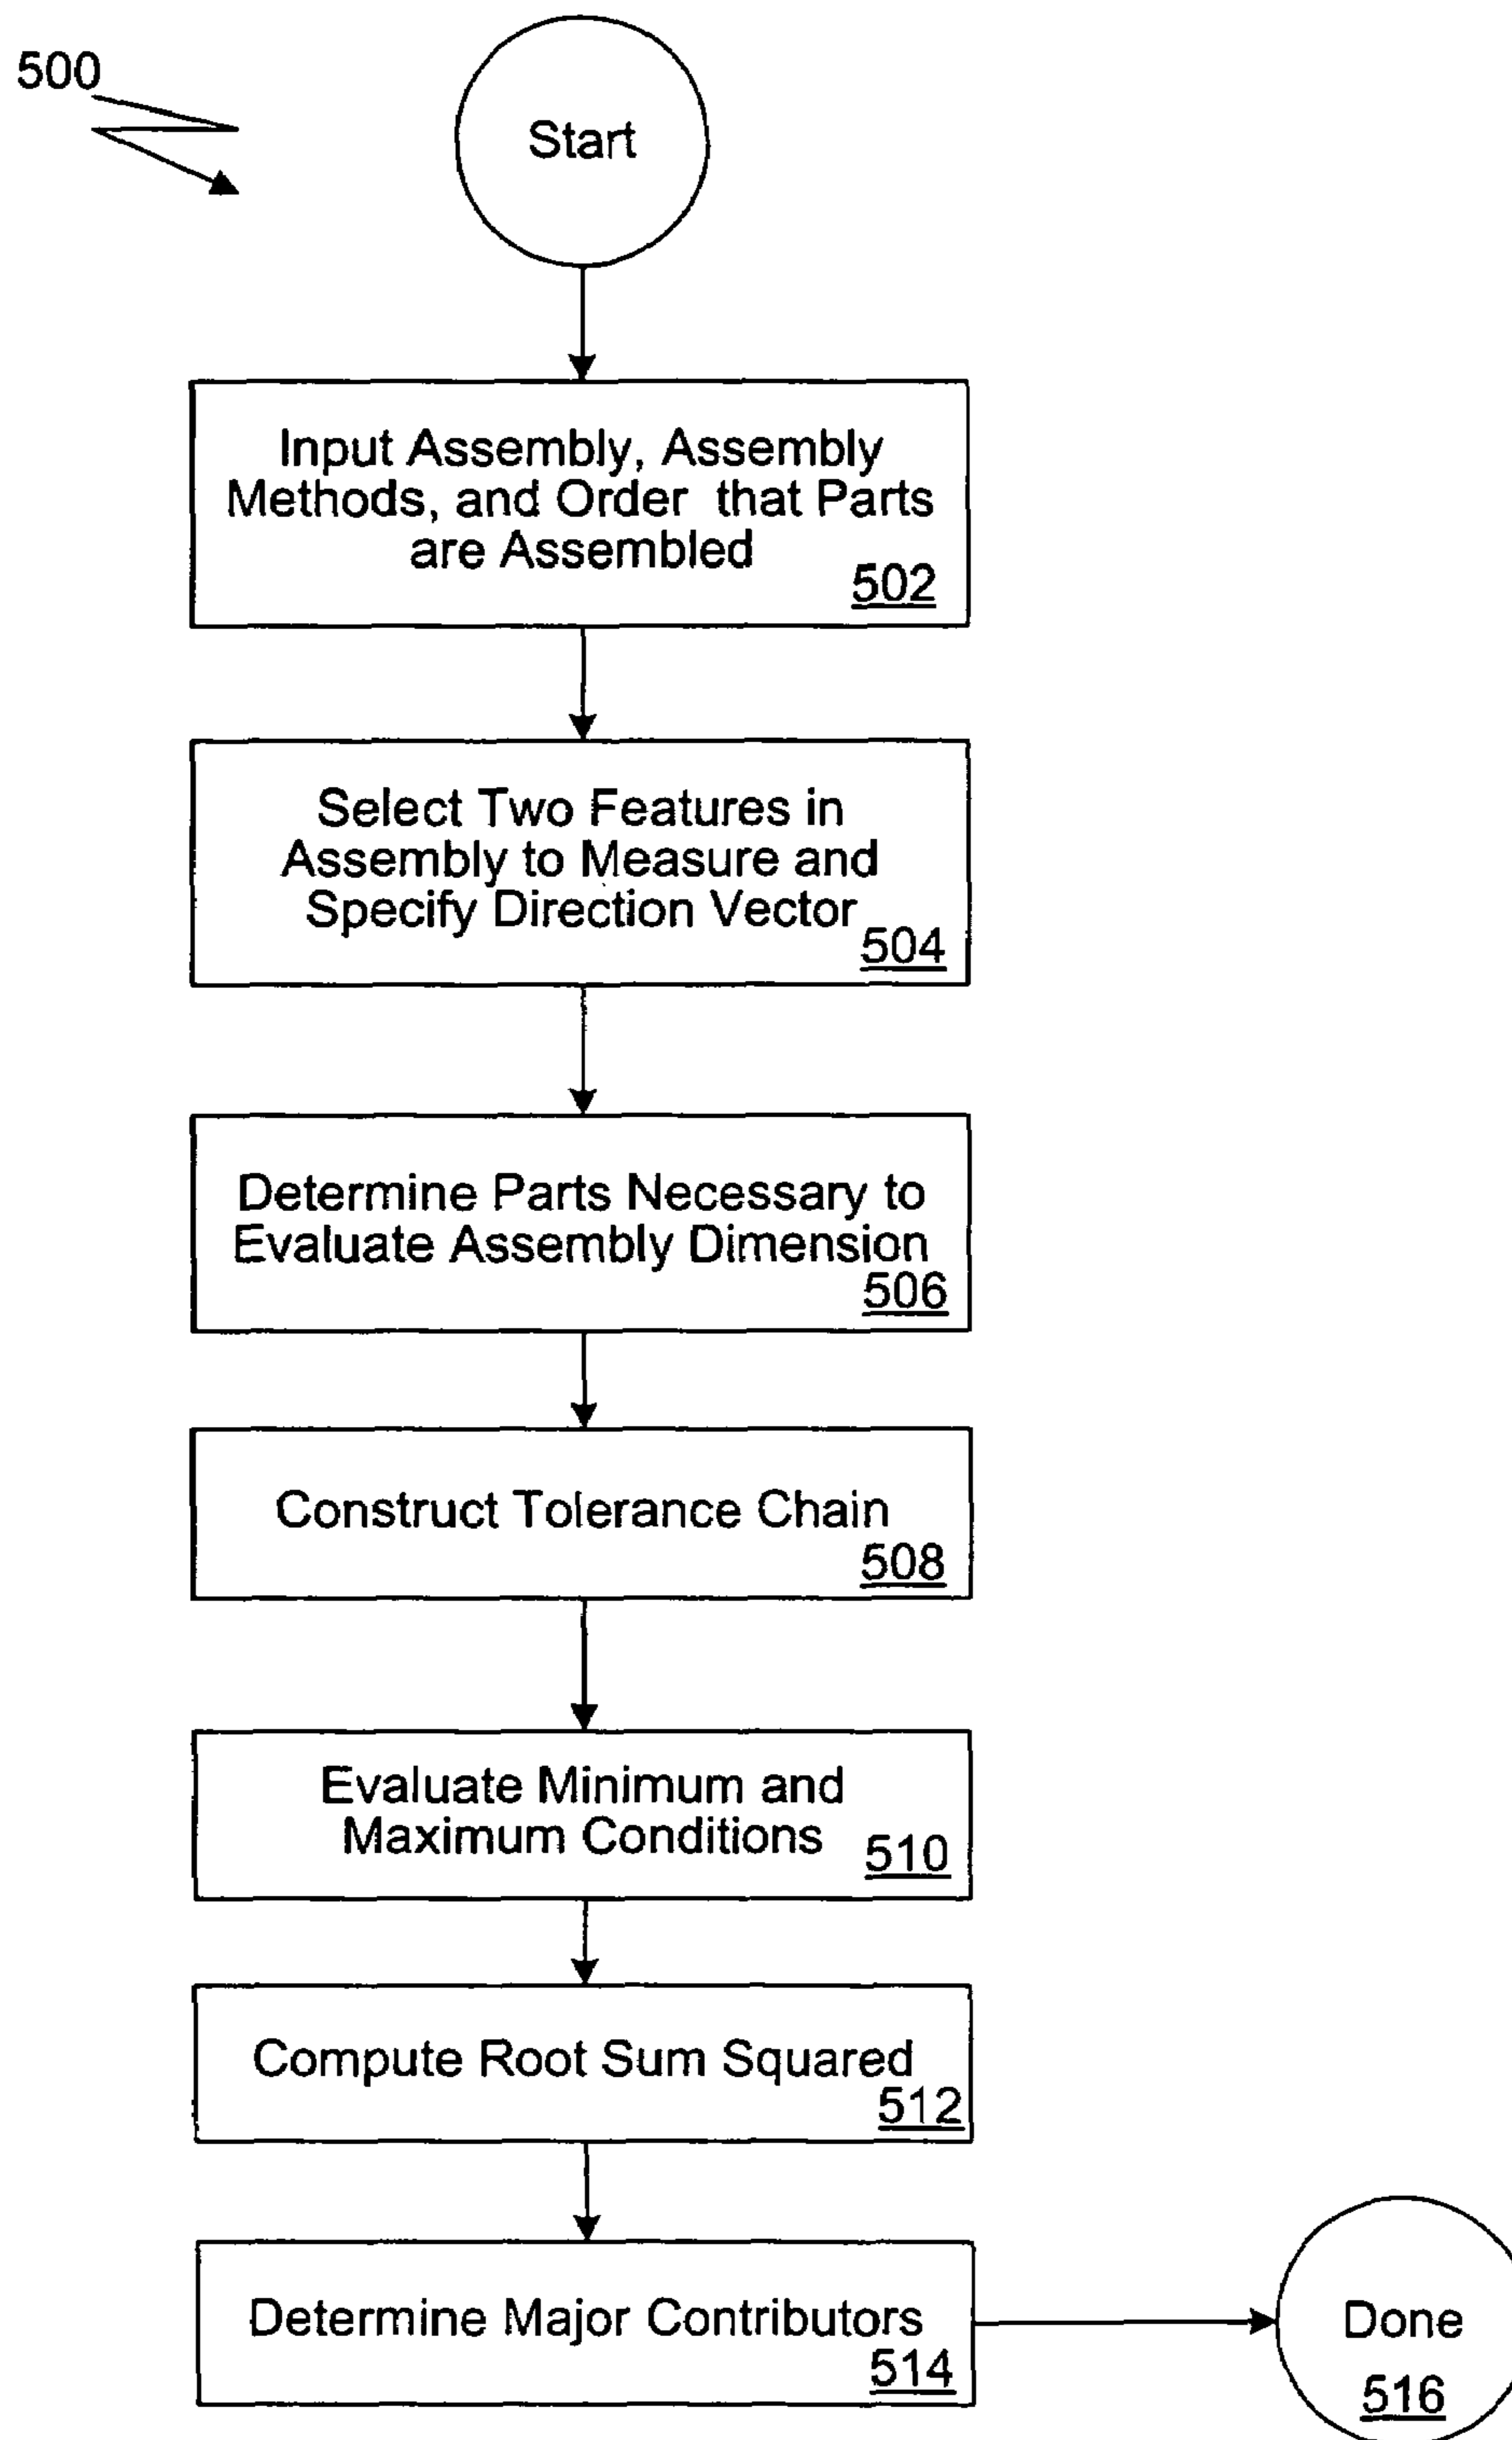 500
Start
Input Assembly, Assembly
Methods, and Order that Parts
are Assembled
502
Select Two Features in
Assembly to Measure and
Specify Direction Vector
504
Determine Parts Necessary to
Evaluate Assembly Dimension
506
Construct Tolerance Chain
508
Evaluate Minimum and
Maximum Conditions
510
Compute Root Sum Squared
512
Determine Major Contributors
514
Done
516